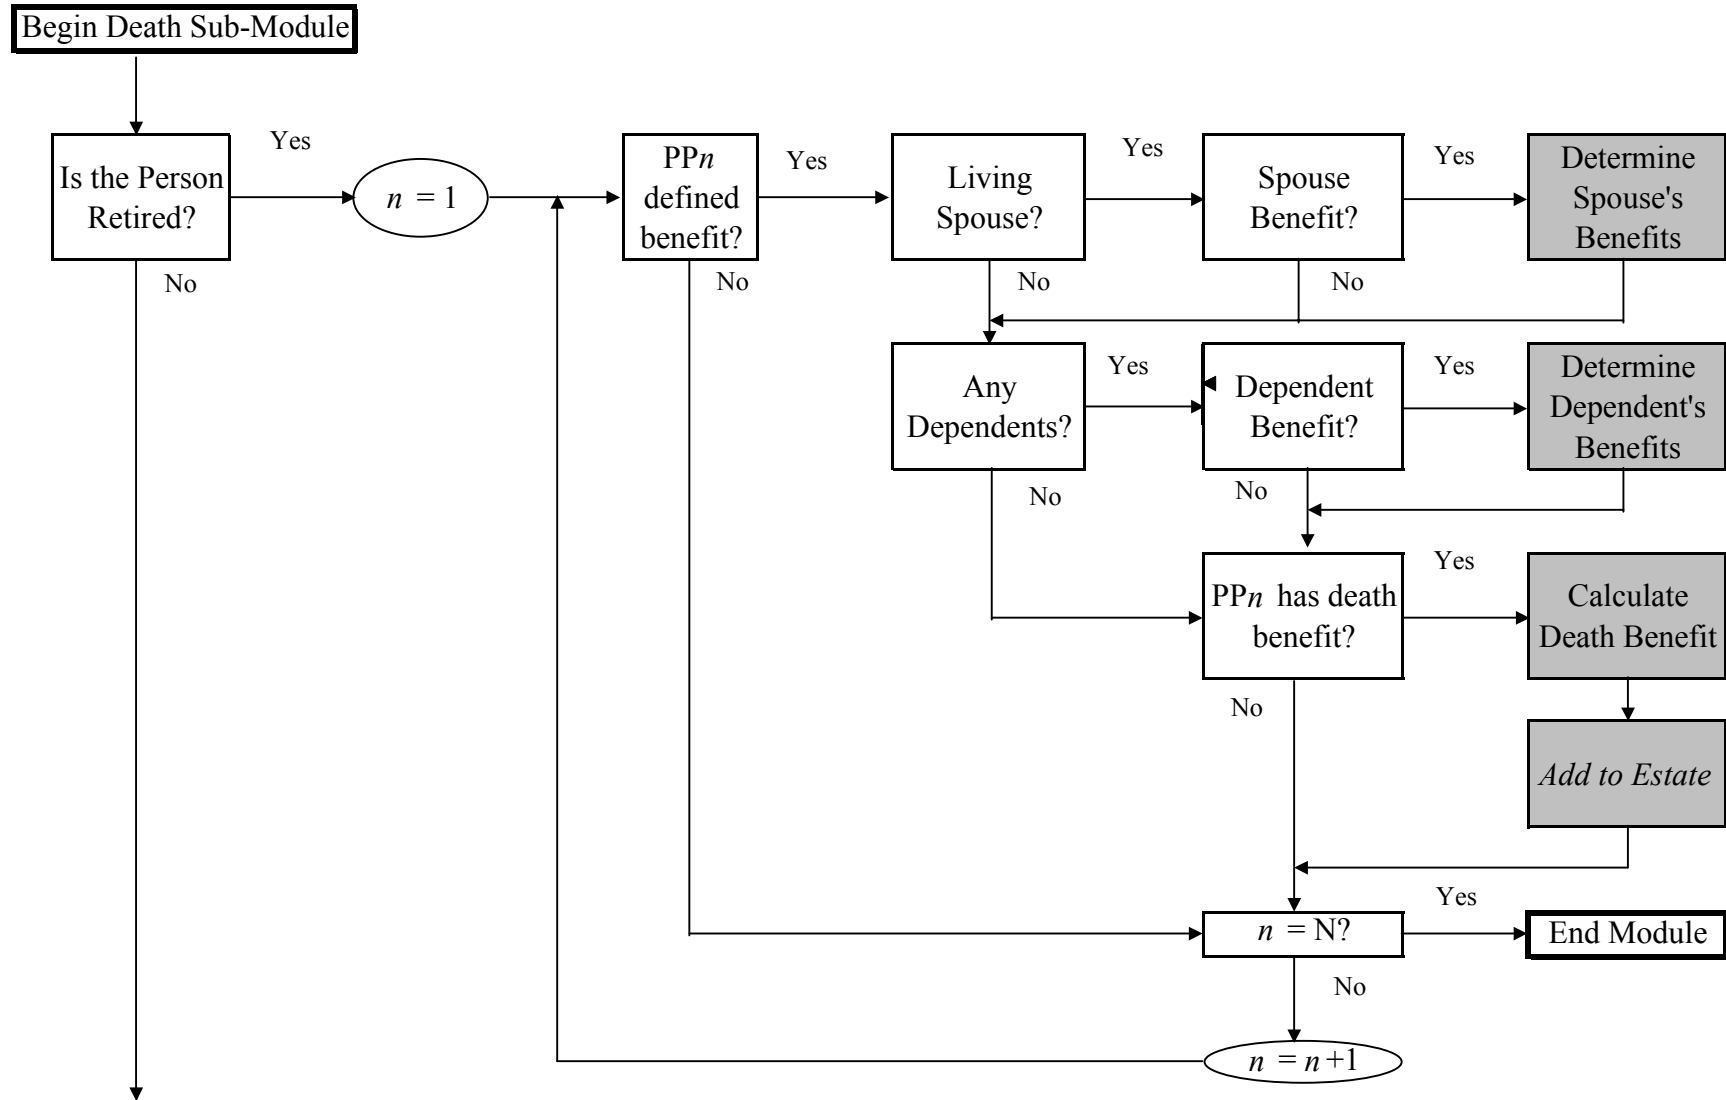 Begin Death Sub-Module
Is the Person
Retired?
Yes
No
n = 1
PPn
defined
benefit?
Yes
No
Living
Spouse?
Yes
No
Spouse
Benefit?
Yes
No
Determine
Spouse's
Benefits
Any
Dependents?
Yes
No
Dependent
Benefit?
Yes
No
Determine
Dependent's
Benefits
PPn has death
benefit?
Yes
No
Calculate
Death Benefit
Add to Estate
n = N?
Yes
No
End Module
n = n+1